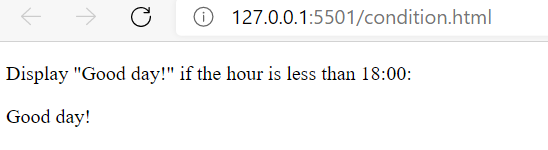 127.0.0.1:5501/condition.html
Display "Good day!" if the hour is less than 18:00:
Good day!